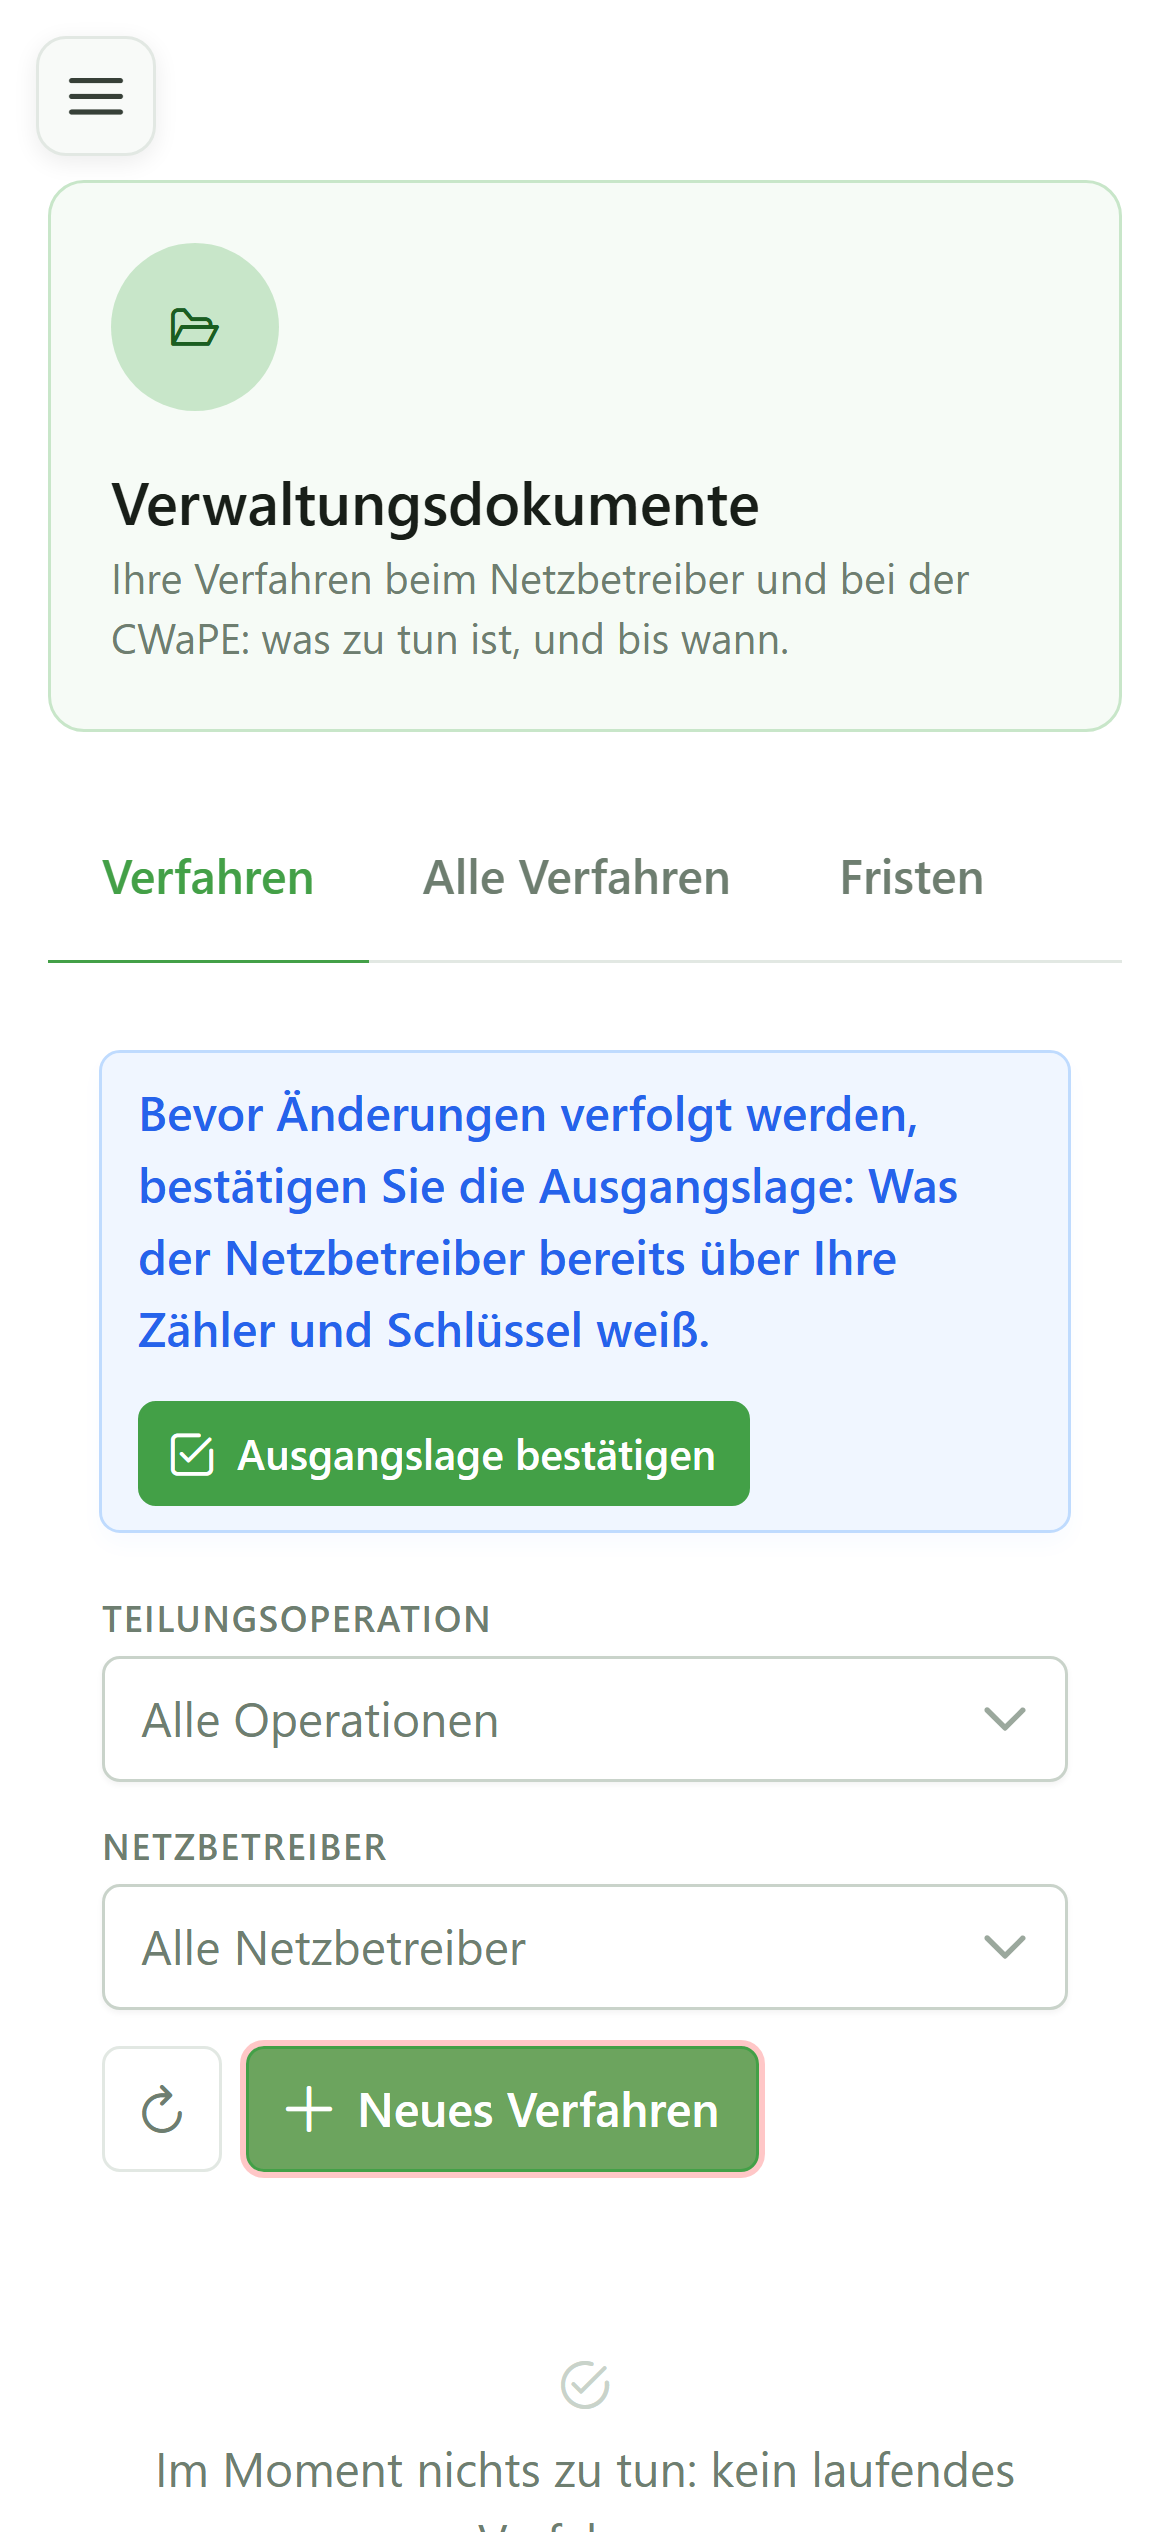 Verwaltungsdokumente
Ihre Verfahren beim Netzbetreiber und bei der
CWaPE: was zu tun ist, und bis wann.
Verfahren
Alle Verfahren
Fristen
Bevor Änderungen verfolgt werden,
bestätigen Sie die Ausgangslage: Was
der Netzbetreiber bereits über Ihre
Zähler und Schlüssel weiß.
Ausgangslage bestätigen
TEILUNGSOPERATION
Alle Operationen
NETZBETREIBER
Alle Netzbetreiber
Neues Verfahren
Im Moment nichts zu tun: kein laufendes